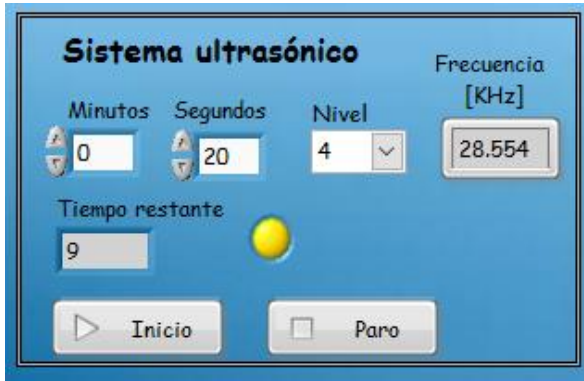 Sistema ultrasónico
Frecuencia
[KHz]
Minutos Segundos Nivel
0 20 4 28.554
Tiempo restante
9
Inicio Paro